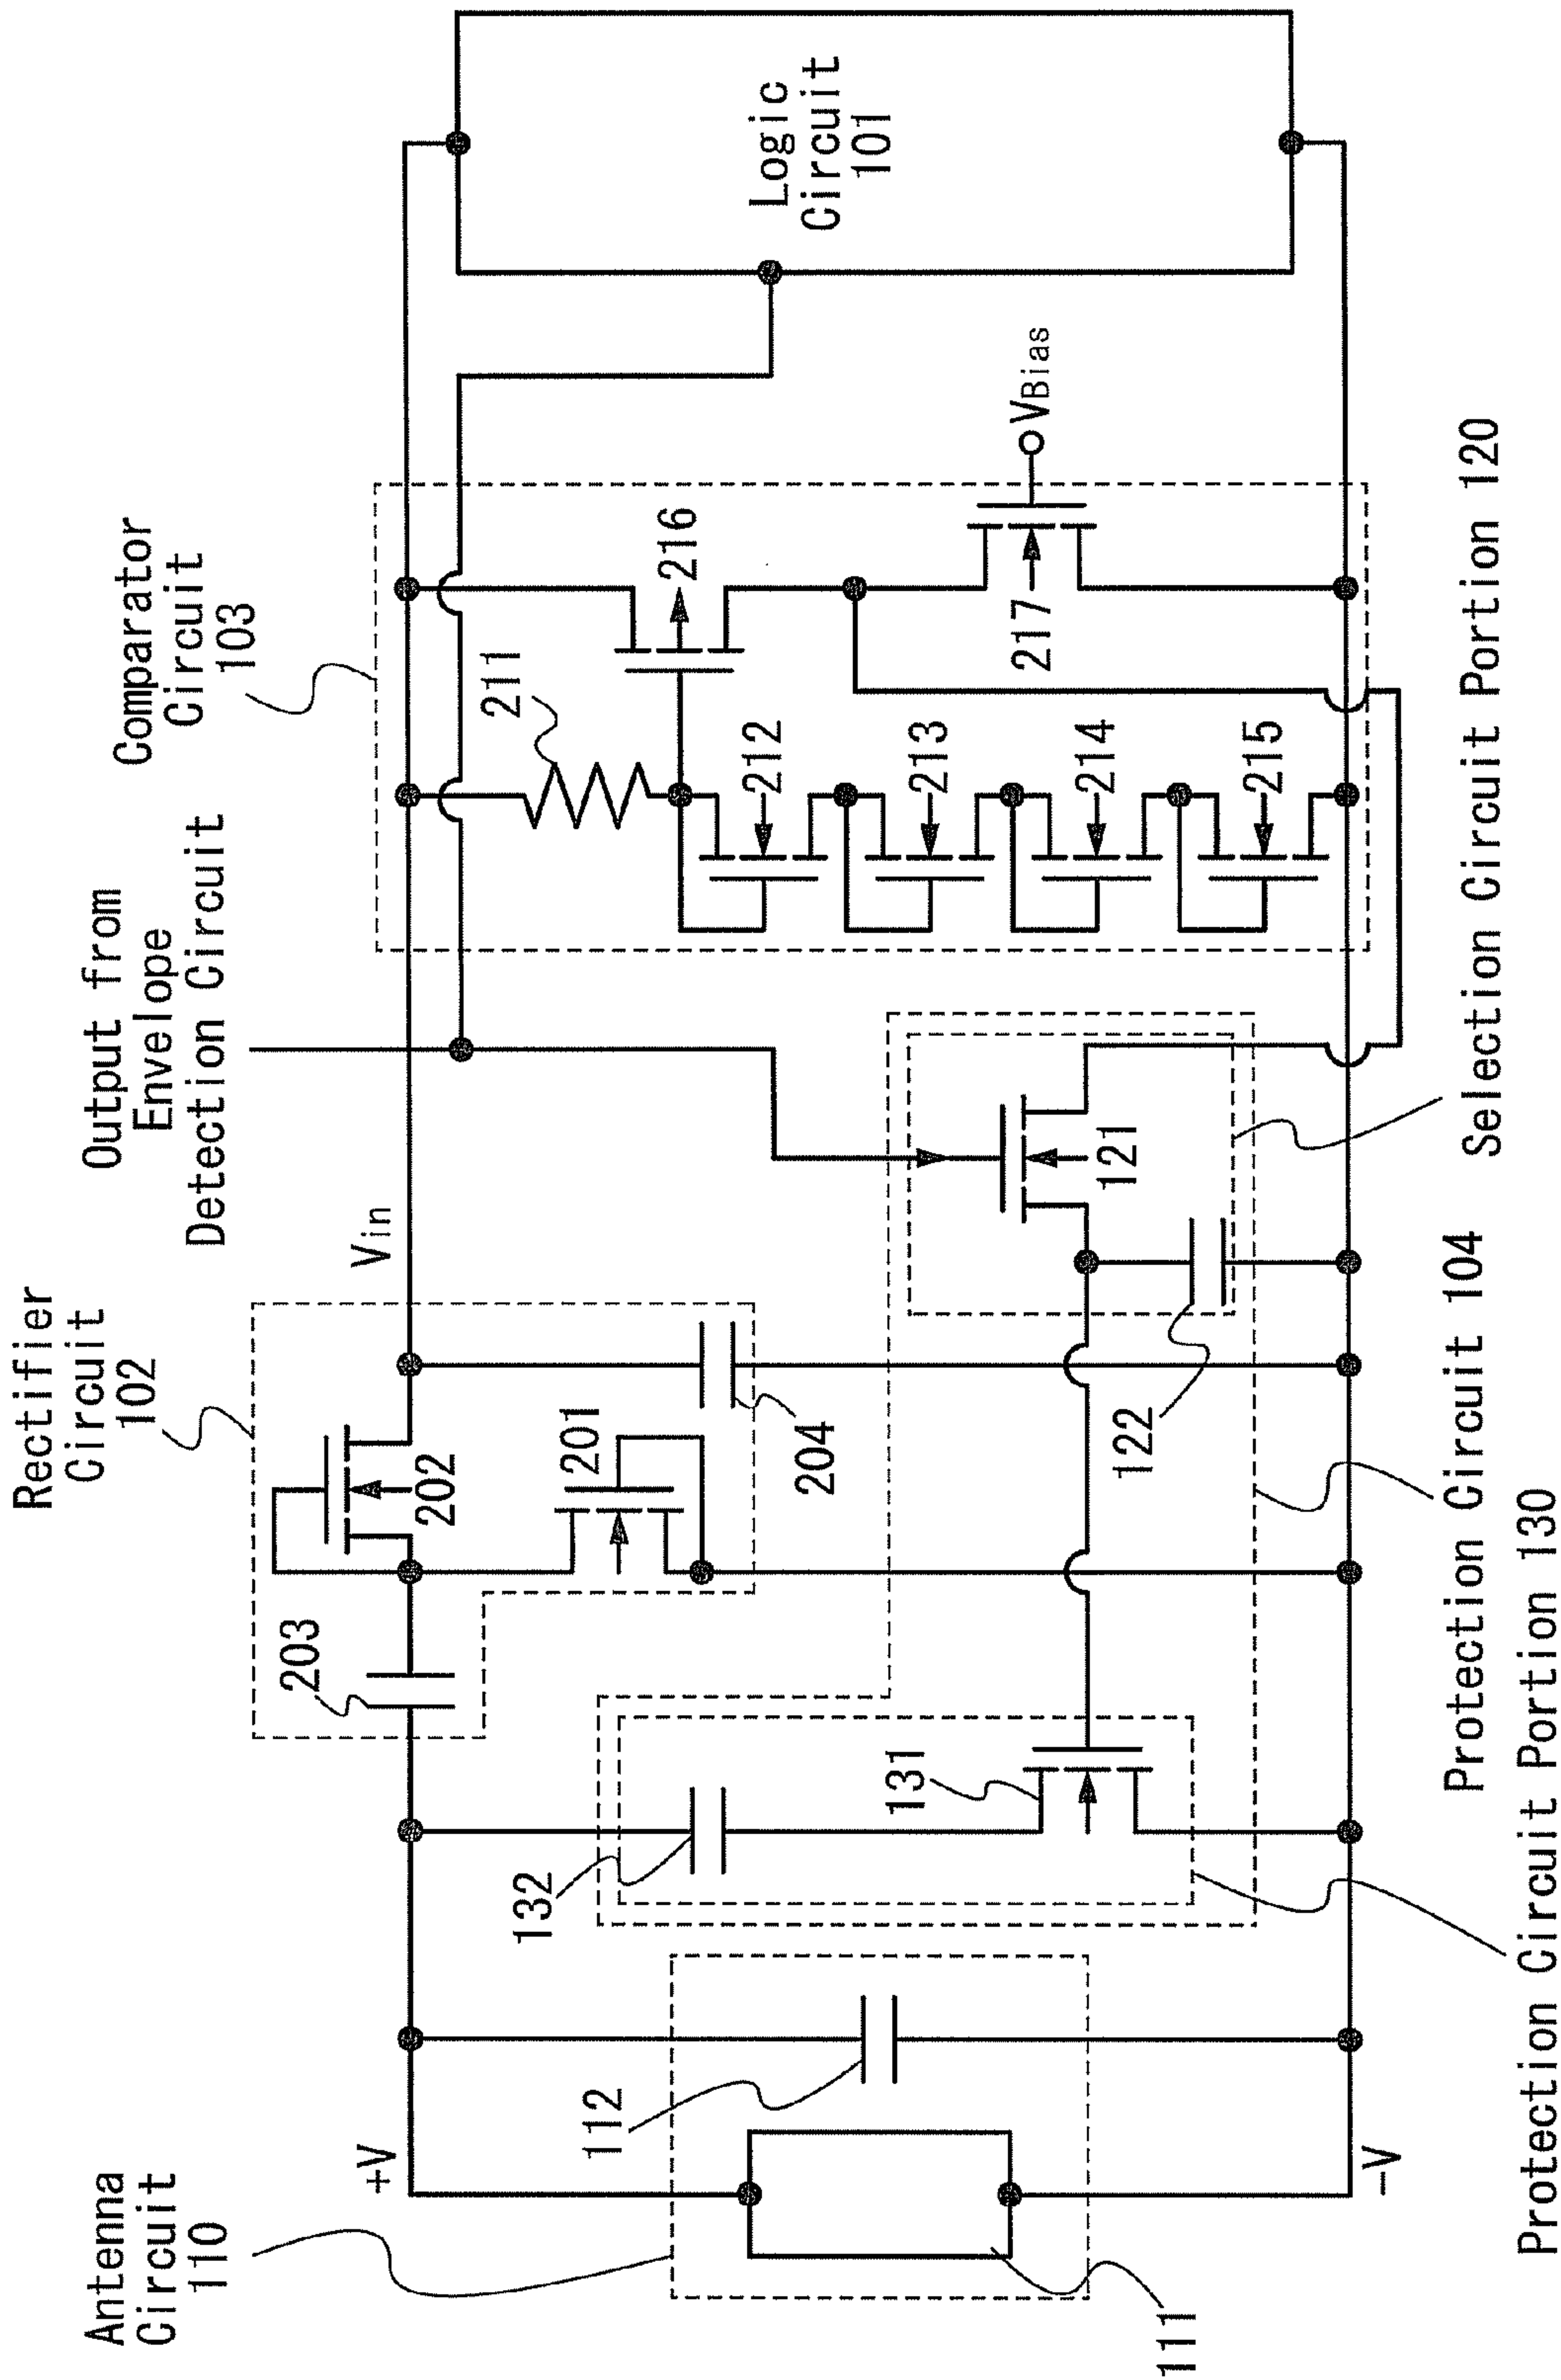 Antenna
Circuit
110
+V
-V
111
112
132
131
203
Rectifier
Circuit
102
202
201
204
Vin
122
121
Output from
Envelope
Detection Circuit
Comparator
Circuit
103
211
212
213
214
215
216
217
VBias
Logic
Circuit
101
Selection Circuit Portion 120
Protection Circuit 104
Protection Circuit Portion 130